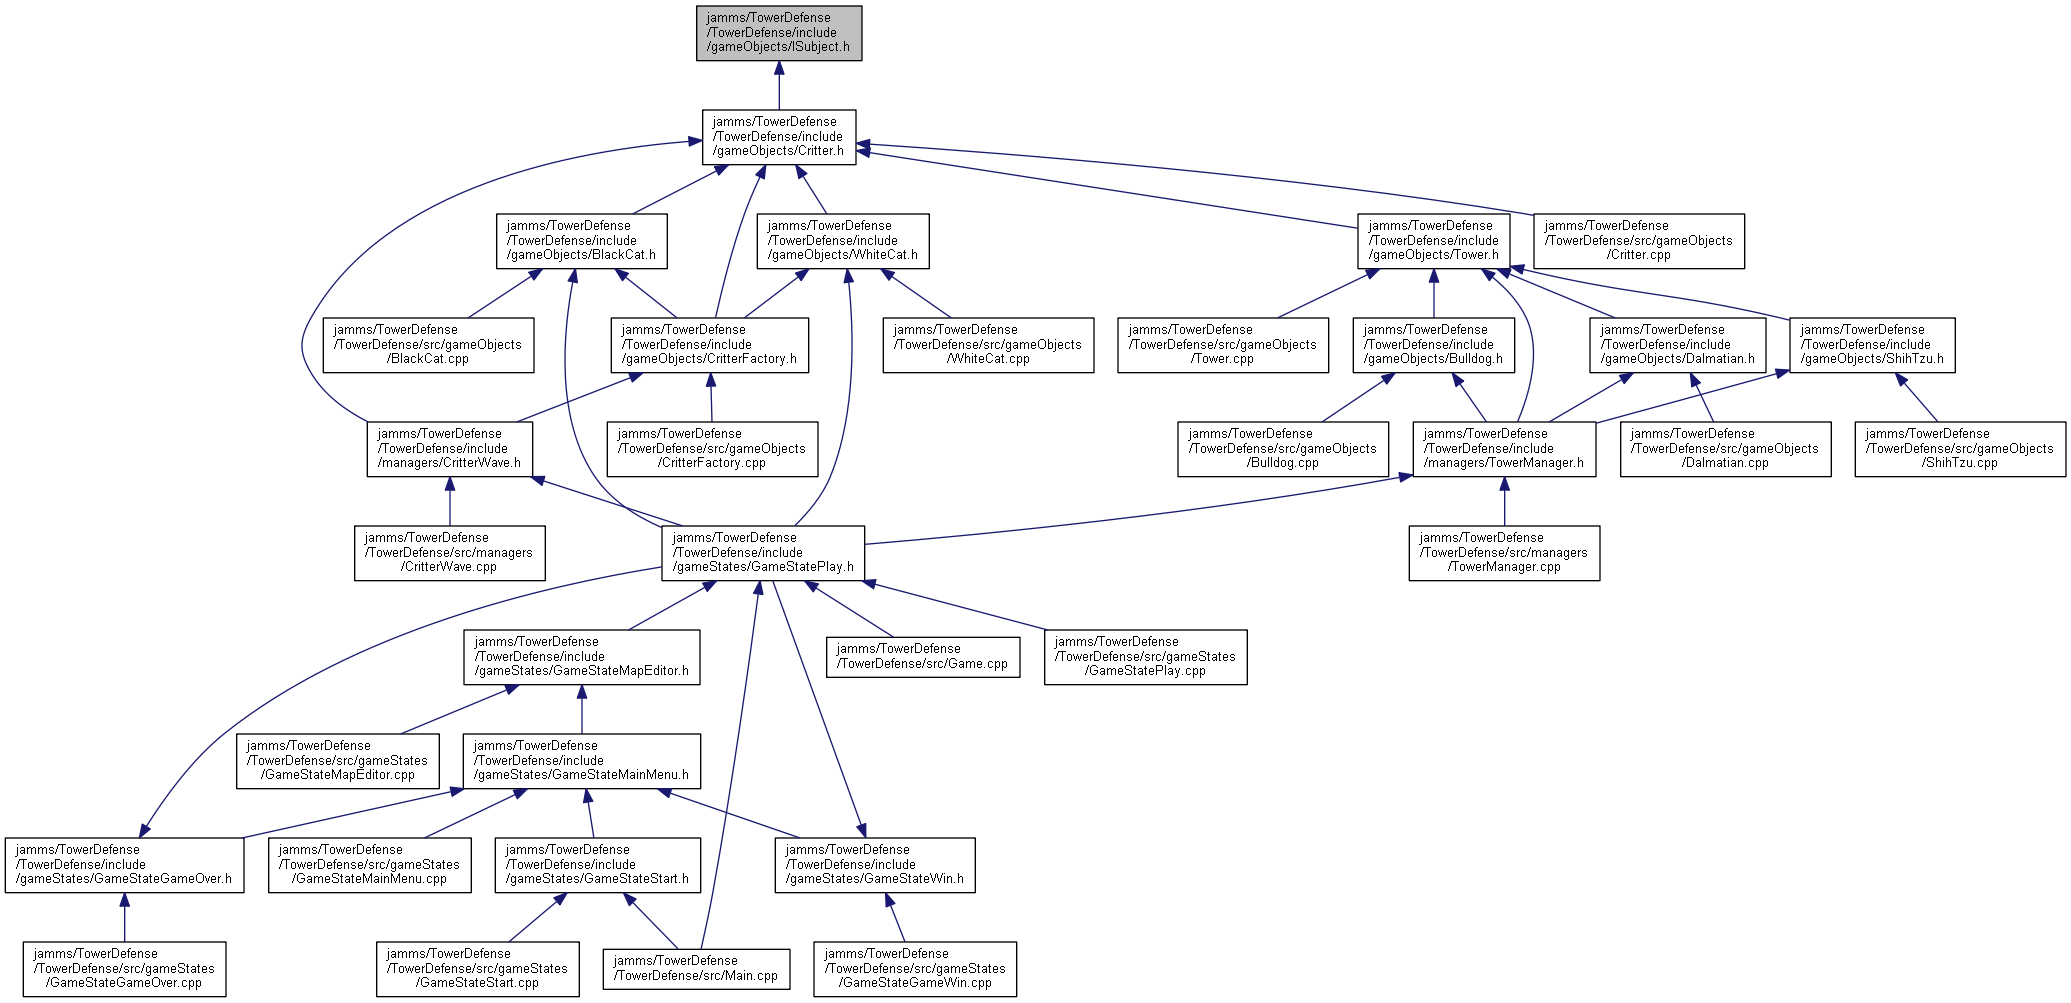 jamms/TowerDefense
/TowerDefense/include
/gameObjects/ISubject.h
jamms/TowerDefense
/TowerDefense/include
/gameObjects/Critter.h
jamms/TowerDefense
/TowerDefense/include
/gameObjects/BlackCat.h
jamms/TowerDefense
/TowerDefense/include
/gameObjects/WhiteCat.h
jamms/TowerDefense
/TowerDefense/include
/gameObjects/Tower.h
jamms/TowerDefense
/TowerDefense/src/gameObjects
/Critter.cpp
jamms/TowerDefense
/TowerDefense/src/gameObjects
/BlackCat.cpp
jamms/TowerDefense
/TowerDefense/include
/gameObjects/CritterFactory.h
jamms/TowerDefense
/TowerDefense/src/gameObjects
/WhiteCat.cpp
jamms/TowerDefense
/TowerDefense/src/gameObjects
/Tower.cpp
jamms/TowerDefense
/TowerDefense/include
/gameObjects/Bulldog.h
jamms/TowerDefense
/TowerDefense/include
/gameObjects/Dalmatian.h
jamms/TowerDefense
/TowerDefense/include
/gameObjects/ShihTzu.h
jamms/TowerDefense
/TowerDefense/include
/managers/CritterWave.h
jamms/TowerDefense
/TowerDefense/src/gameObjects
/CritterFactory.cpp
jamms/TowerDefense
/TowerDefense/src/gameObjects
/Bulldog.cpp
jamms/TowerDefense
/TowerDefense/include
/managers/TowerManager.h
jamms/TowerDefense
/TowerDefense/src/gameObjects
/Dalmatian.cpp
jamms/TowerDefense
/TowerDefense/src/gameObjects
/ShihTzu.cpp
jamms/TowerDefense
/TowerDefense/src/managers
/CritterWave.cpp
jamms/TowerDefense
/TowerDefense/include
/gameStates/GameStatePlay.h
jamms/TowerDefense
/TowerDefense/src/managers
/TowerManager.cpp
jamms/TowerDefense
/TowerDefense/include
/gameStates/GameStateMapEditor.h
jamms/TowerDefense
/TowerDefense/src/Game.cpp
jamms/TowerDefense
/TowerDefense/src/gameStates
/GameStatePlay.cpp
jamms/TowerDefense
/TowerDefense/src/gameStates
/GameStateMapEditor.cpp
jamms/TowerDefense
/TowerDefense/include
/gameStates/GameStateMainMenu.h
jamms/TowerDefense
/TowerDefense/include
/gameStates/GameStateGameOver.h
jamms/TowerDefense
/TowerDefense/src/gameStates
/GameStateMainMenu.cpp
jamms/TowerDefense
/TowerDefense/include
/gameStates/GameStateStart.h
jamms/TowerDefense
/TowerDefense/include
/gameStates/GameStateWin.h
jamms/TowerDefense
/TowerDefense/src/gameStates
/GameStateGameOver.cpp
jamms/TowerDefense
/TowerDefense/src/gameStates
/GameStateStart.cpp
jamms/TowerDefense
/TowerDefense/src/Main.cpp
jamms/TowerDefense
/TowerDefense/src/gameStates
/GameStateGameWin.cpp